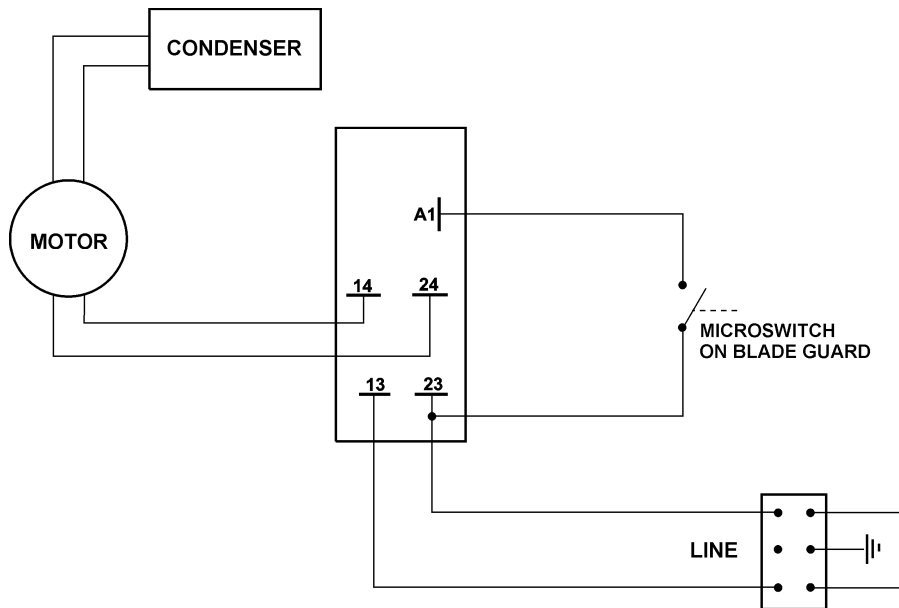 CONDENSER
A1
MOTOR
14
24
MICROSWITCH
ON BLADE GUARD
13
23
LINE